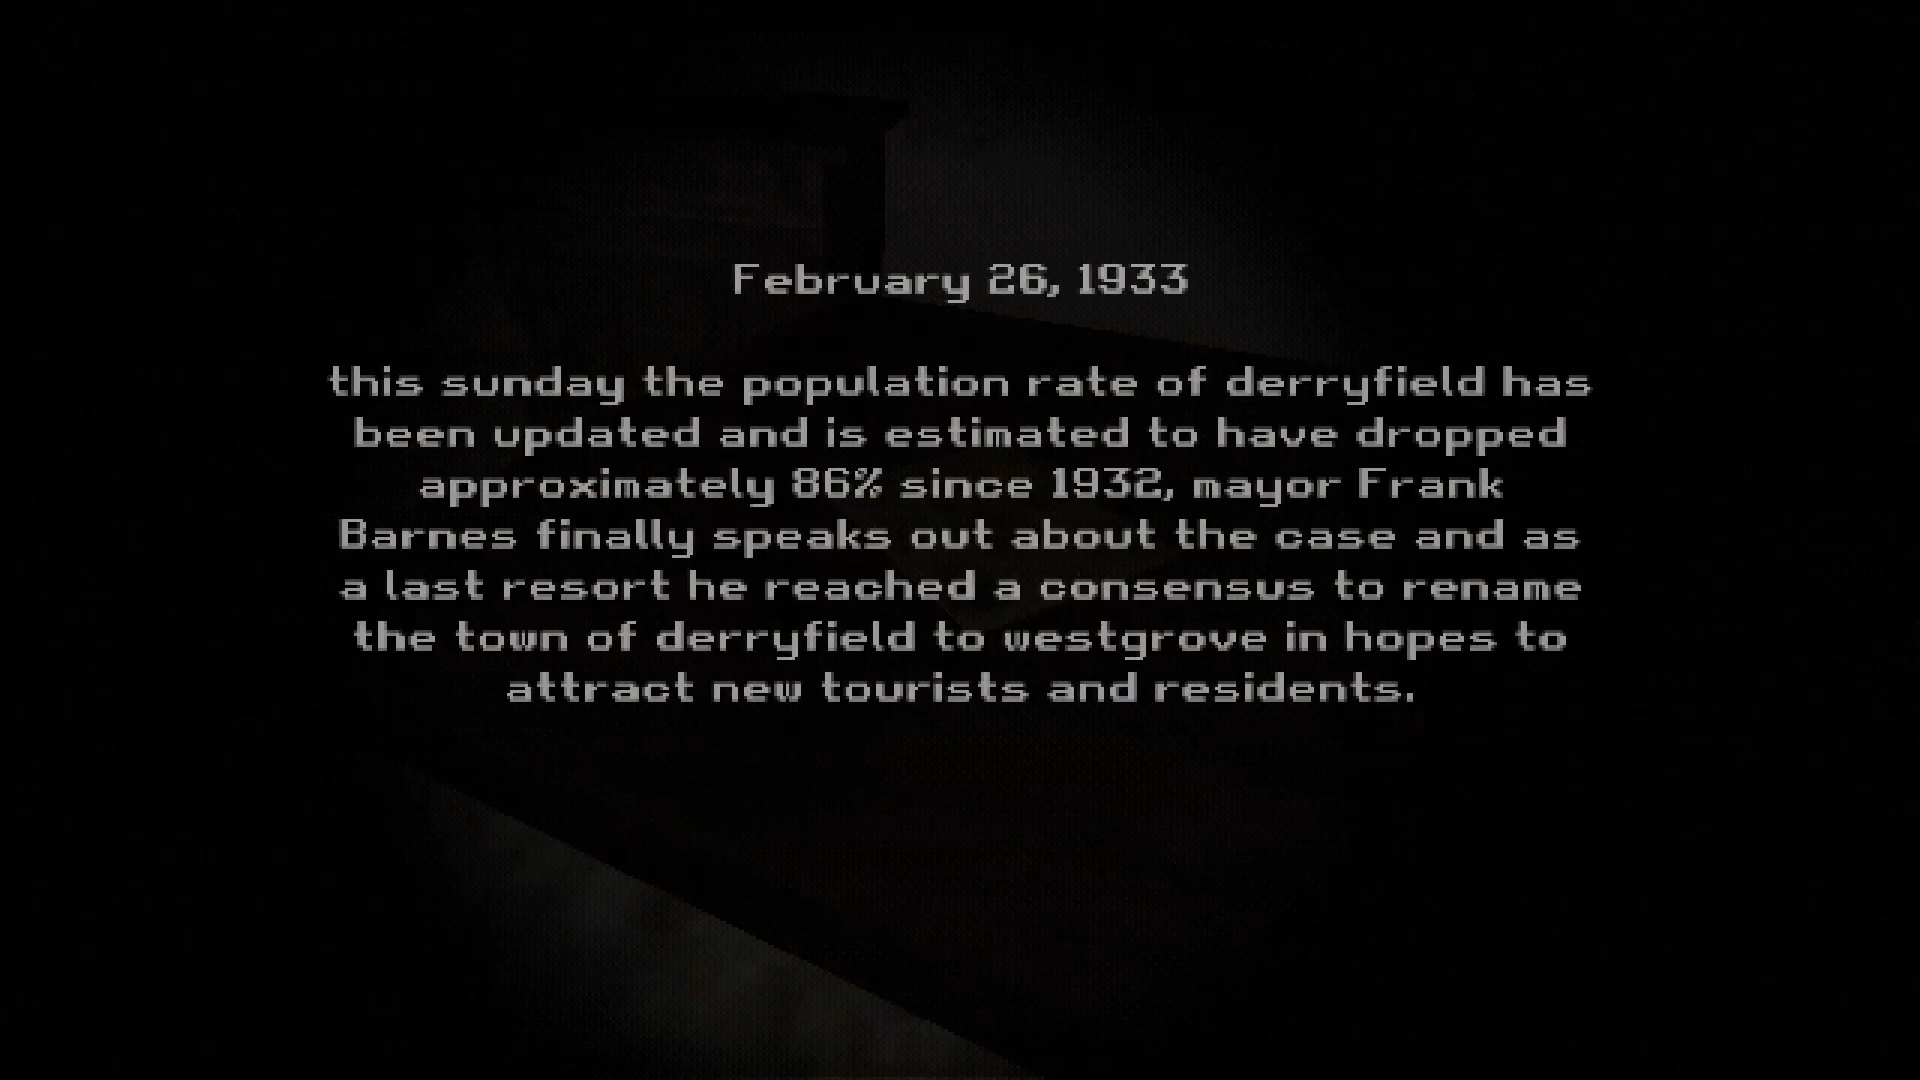 February 26, 1933
this sunday the population rate of derryfield has
been updated and is estimated to have dropped
approximately 86% since 1932, mayor Frank
Barnes finally speaks out about the case and as
a last resort he reached a consensus to rename
the town of derryfield to westgrove in hopes to
attract new tourists and residents.